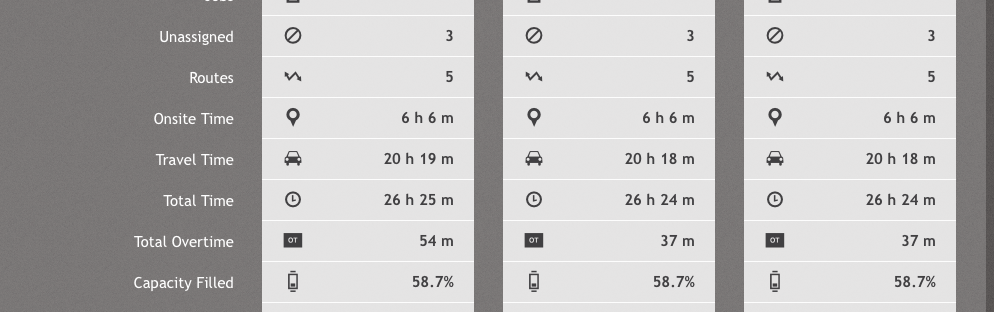 Unassigned 3 3 3
Routes 5 5 5
Onsite Time 6 h 6 m 6 h 6 m 6 h 6 m
Travel Time 20 h 19 m 20 h 18 m 20 h 18 m
Total Time 26 h 25 m 26 h 24 m 26 h 24 m
Total Overtime OT 54 m OT 37 m OT 37 m
Capacity Filled 58.7% 58.7% 58.7%